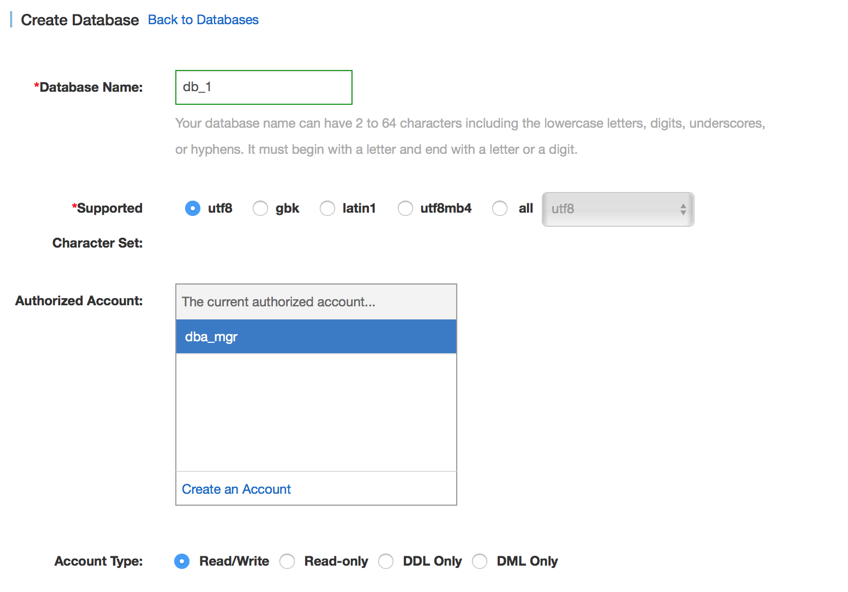 Create Database Back to Databases
*Database Name: db_1
Your database name can have 2 to 64 characters including the lowercase letters, digits, underscores,
or hyphens. It must begin with a letter and end with a letter or a digit.
*Supported utf8 gbk latin1 utf8mb4 all utf8
Character Set:
Authorized Account: The current authorized account...
dba_mgr
Create an Account
Account Type: Read/Write Read-only DDL Only DML Only